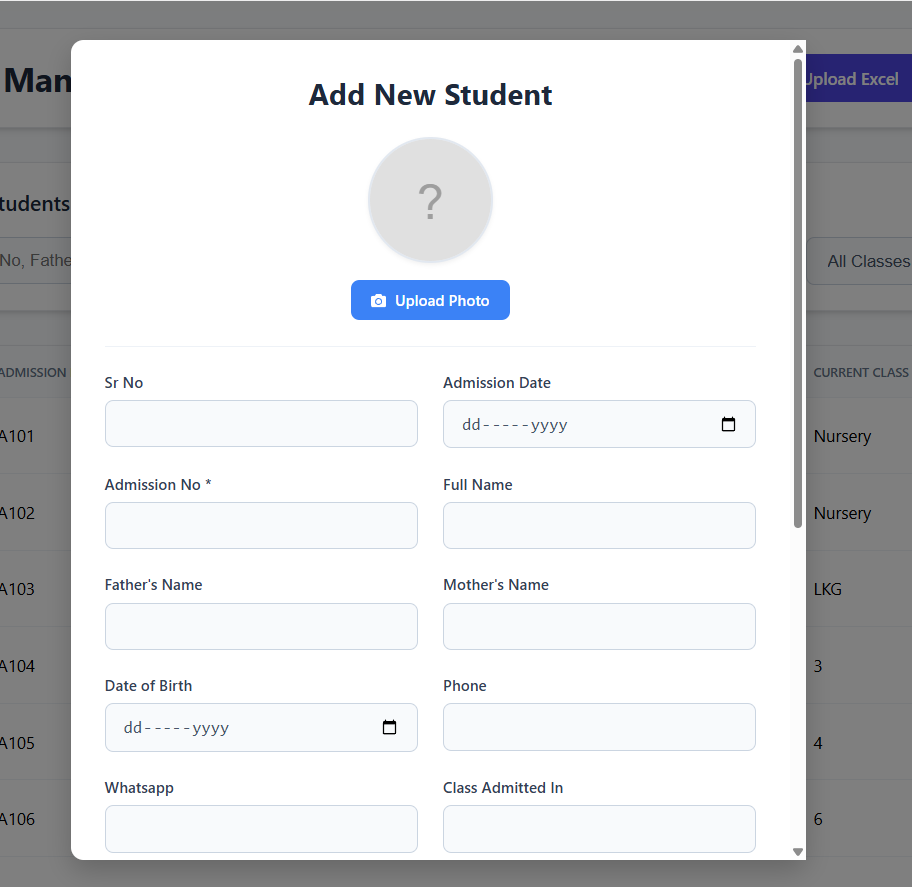 Man
Upload Excel
Add New Student
?
Upload Photo
tudents
No, Fathe
All Classes
Sr No
Admission Date
dd-----yyyy
ADMISSION
CURRENT CLASS
A101
Nursery
Admission No *
Full Name
A102
Nursery
Father's Name
Mother's Name
A103
LKG
A104
3
Date of Birth
Phone
dd-----yyyy
A105
4
Whatsapp
Class Admitted In
A106
6